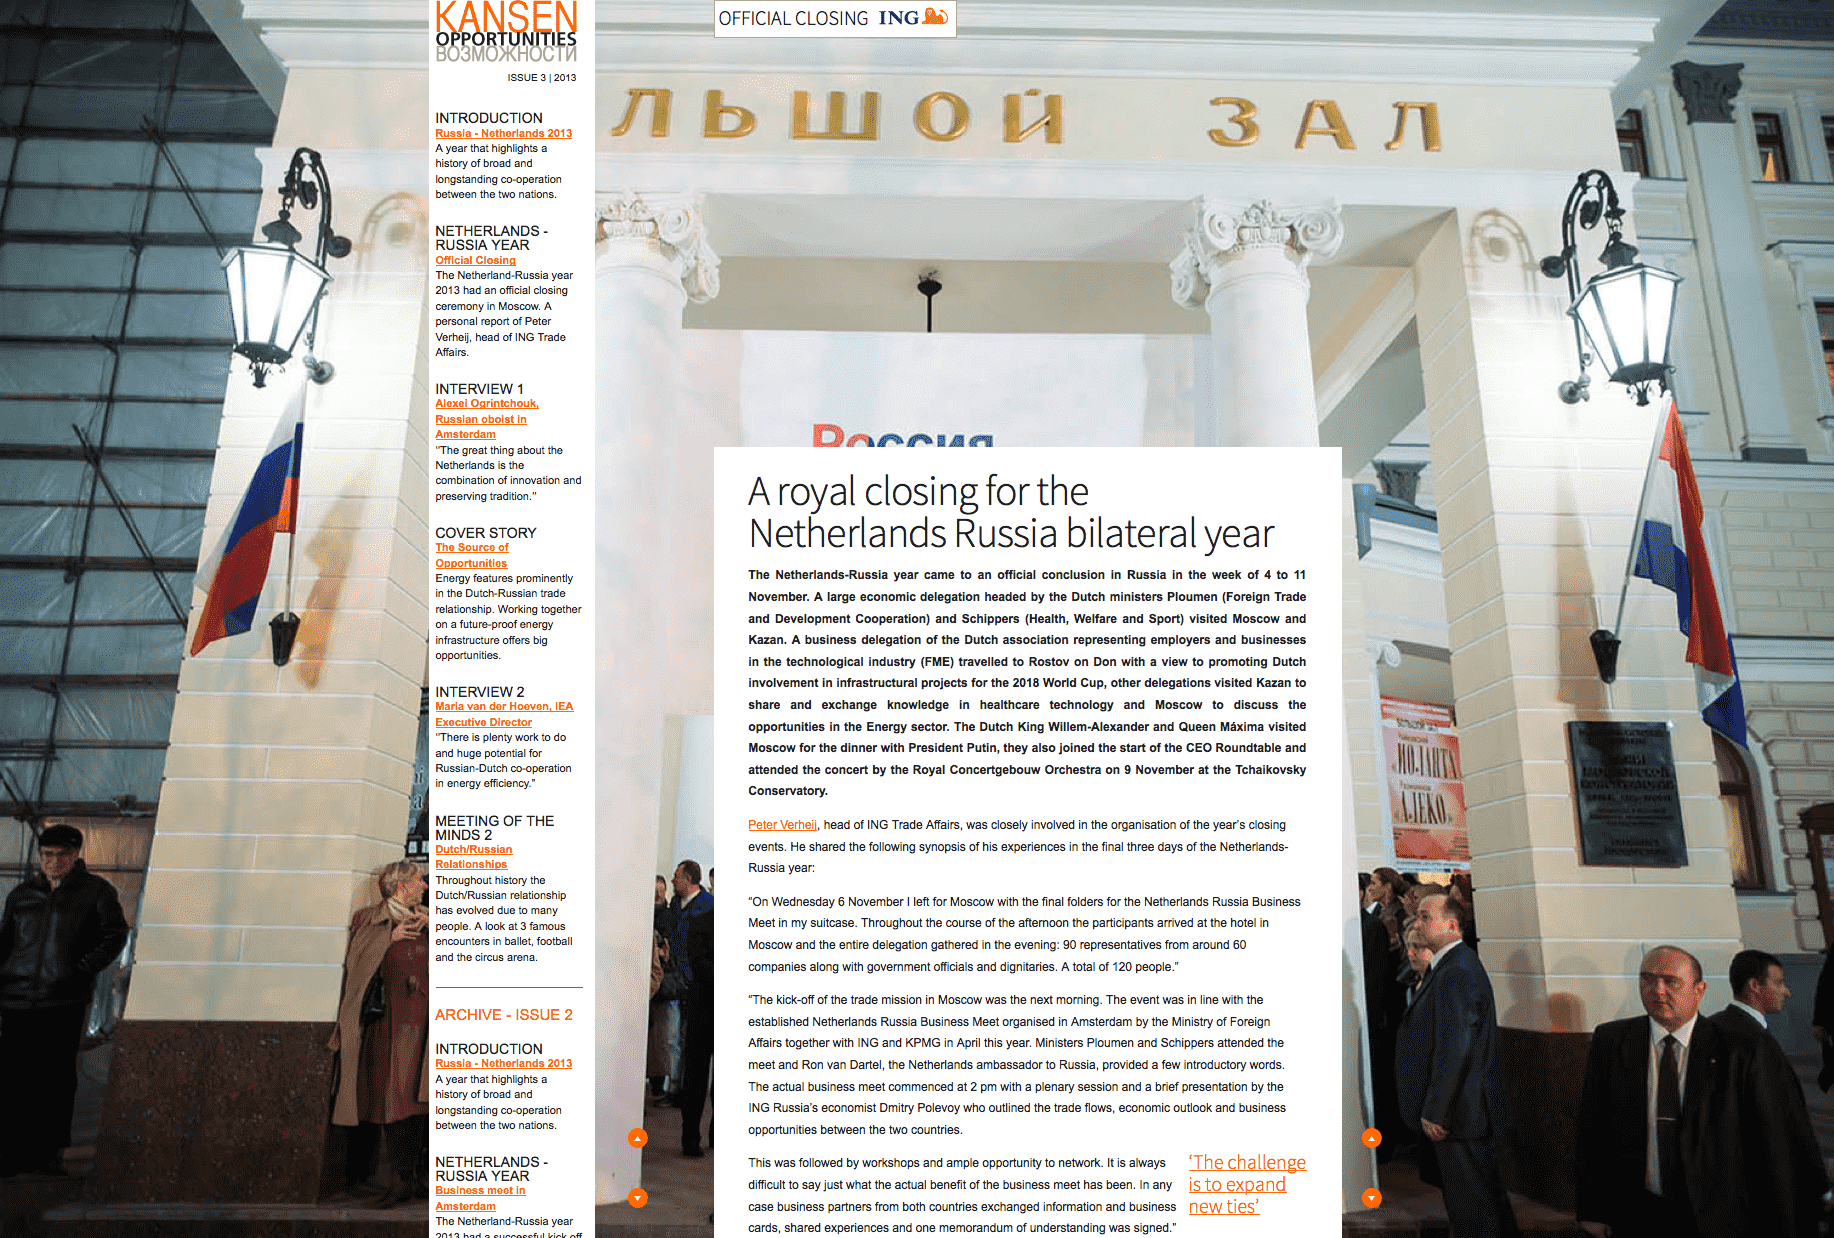 KANSEN
OPPORTUNITIES
ВОЗМОЖНОСТИ
ISSUE 3 | 2013
INTRODUCTION
Russia - Netherlands 2013
A year that highlights a
history of broad and
longstanding co-operation
between the two nations.
NETHERLANDS -
RUSSIA YEAR
Official Closing
The Netherland-Russia year
2013 had an official closing
ceremony in Moscow. A
personal report of Peter
Verheij, head of ING Trade
Affairs.
INTERVIEW 1
Alexei Ogrintchouk,
Russian oboist in
Amsterdam
"The great thing about the
Netherlands is the
combination of innovation and
preserving tradition."
COVER STORY
The Source of
Opportunities
Energy features prominently
in the Dutch-Russian trade
relationship. Working together
on a future-proof energy
infrastructure offers big
opportunities.
INTERVIEW 2
Maria van der Hoeven, IEA
Executive Director
"There is plenty work to do
and huge potential for
Russian-Dutch co-operation
in energy efficiency."
MEETING OF THE
MINDS 2
Dutch/Russian
Relationships
Throughout history the
Dutch/Russian relationship
has evolved due to many
people. A look at 3 famous
encounters in ballet, football
and the circus arena.
ARCHIVE - ISSUE 2
INTRODUCTION
Russia - Netherlands 2013
A year that highlights a
history of broad and
longstanding co-operation
between the two nations.
NETHERLANDS -
RUSSIA YEAR
Business meet in
Amsterdam
The Netherland-Russia year
2013 had a successful kick off
OFFICIAL CLOSING ING
ЛЬШОЙ ЗАЛ
Россия
A royal closing for the
Netherlands Russia bilateral year
The Netherlands-Russia year came to an official conclusion in Russia in the week of 4 to 11
November. A large economic delegation headed by the Dutch ministers Ploumen (Foreign Trade
and Development Cooperation) and Schippers (Health, Welfare and Sport) visited Moscow and
Kazan. A business delegation of the Dutch association representing employers and businesses
in the technological industry (FME) travelled to Rostov on Don with a view to promoting Dutch
involvement in infrastructural projects for the 2018 World Cup, other delegations visited Kazan to
share and exchange knowledge in healthcare technology and Moscow to discuss the
opportunities in the Energy sector. The Dutch King Willem-Alexander and Queen Máxima visited
Moscow for the dinner with President Putin, they also joined the start of the CEO Roundtable and
attended the concert by the Royal Concertgebouw Orchestra on 9 November at the Tchaikovsky
Conservatory.
Peter Verheij, head of ING Trade Affairs, was closely involved in the organisation of the year's closing
events. He shared the following synopsis of his experiences in the final three days of the Netherlands-
Russia year:
"On Wednesday 6 November I left for Moscow with the final folders for the Netherlands Russia Business
Meet in my suitcase. Throughout the course of the afternoon the participants arrived at the hotel in
Moscow and the entire delegation gathered in the evening: 90 representatives from around 60
companies along with government officials and dignitaries. A total of 120 people."
"The kick-off of the trade mission in Moscow was the next morning. The event was in line with the
established Netherlands Russia Business Meet organised in Amsterdam by the Ministry of Foreign
Affairs together with ING and KPMG in April this year. Ministers Ploumen and Schippers attended the
meet and Ron van Dartel, the Netherlands ambassador to Russia, provided a few introductory words.
The actual business meet commenced at 2 pm with a plenary session and a brief presentation by the
ING Russia's economist Dmitry Polevoy who outlined the trade flows, economic outlook and business
opportunities between the two countries.
This was followed by workshops and ample opportunity to network. It is always
difficult to say just what the actual benefit of the business meet has been. In any
case business partners from both countries exchanged information and business
cards, shared experiences and one memorandum of understanding was signed."
'The challenge
is to expand
new ties'
ИОЛАНТА
АЛЕКО